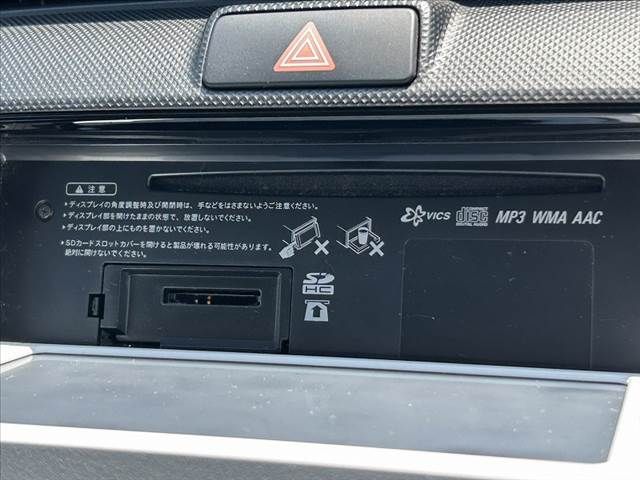 ⚠ 注意
▸ディスプレイの角度調整時及び開閉時は、手などをはさまないようご注意ください。
▸ディスプレイ部を開けたままの状態で、放置しないでください。
▸ディスプレイ部の上にものを置かないでください。
▸SDカードスロットカバーを開けると製品が壊れる可能性があります。
絶対に開けないでください。
VICS COMPACT disc DIGITAL AUDIO MP3 WMA AAC
SD HC